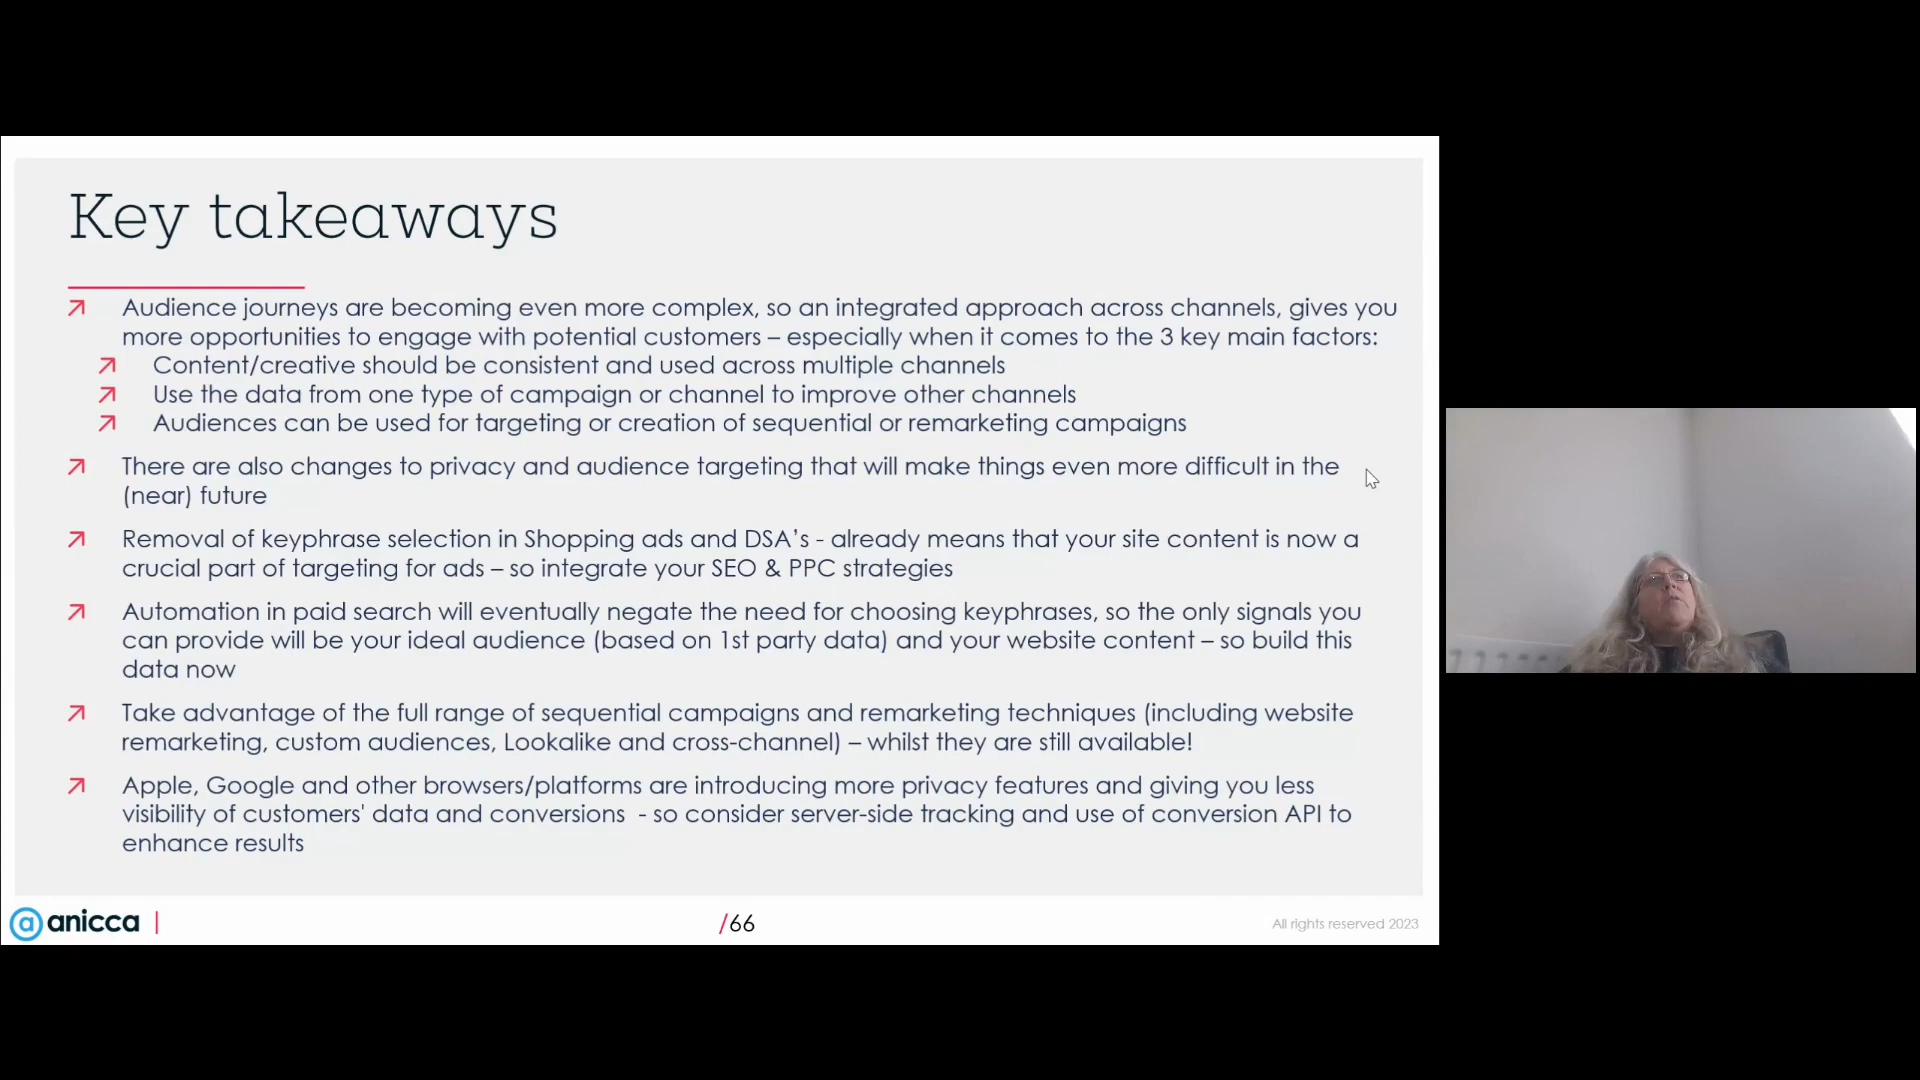 Key takeaways
Audience journeys are becoming even more complex, so an integrated approach across channels, gives you
more opportunities to engage with potential customers – especially when it comes to the 3 key main factors:
Content/creative should be consistent and used across multiple channels
Use the data from one type of campaign or channel to improve other channels
Audiences can be used for targeting or creation of sequential or remarketing campaigns
There are also changes to privacy and audience targeting that will make things even more difficult in the
(near) future
Removal of keyphrase selection in Shopping ads and DSA’s - already means that your site content is now a
crucial part of targeting for ads – so integrate your SEO & PPC strategies
Automation in paid search will eventually negate the need for choosing keyphrases, so the only signals you
can provide will be your ideal audience (based on 1st party data) and your website content – so build this
data now
Take advantage of the full range of sequential campaigns and remarketing techniques (including website
remarketing, custom audiences, Lookalike and cross-channel) – whilst they are still available!
Apple, Google and other browsers/platforms are introducing more privacy features and giving you less
visibility of customers' data and conversions  - so consider server-side tracking and use of conversion API to
enhance results
@ anicca |
/66
All rights reserved 2023